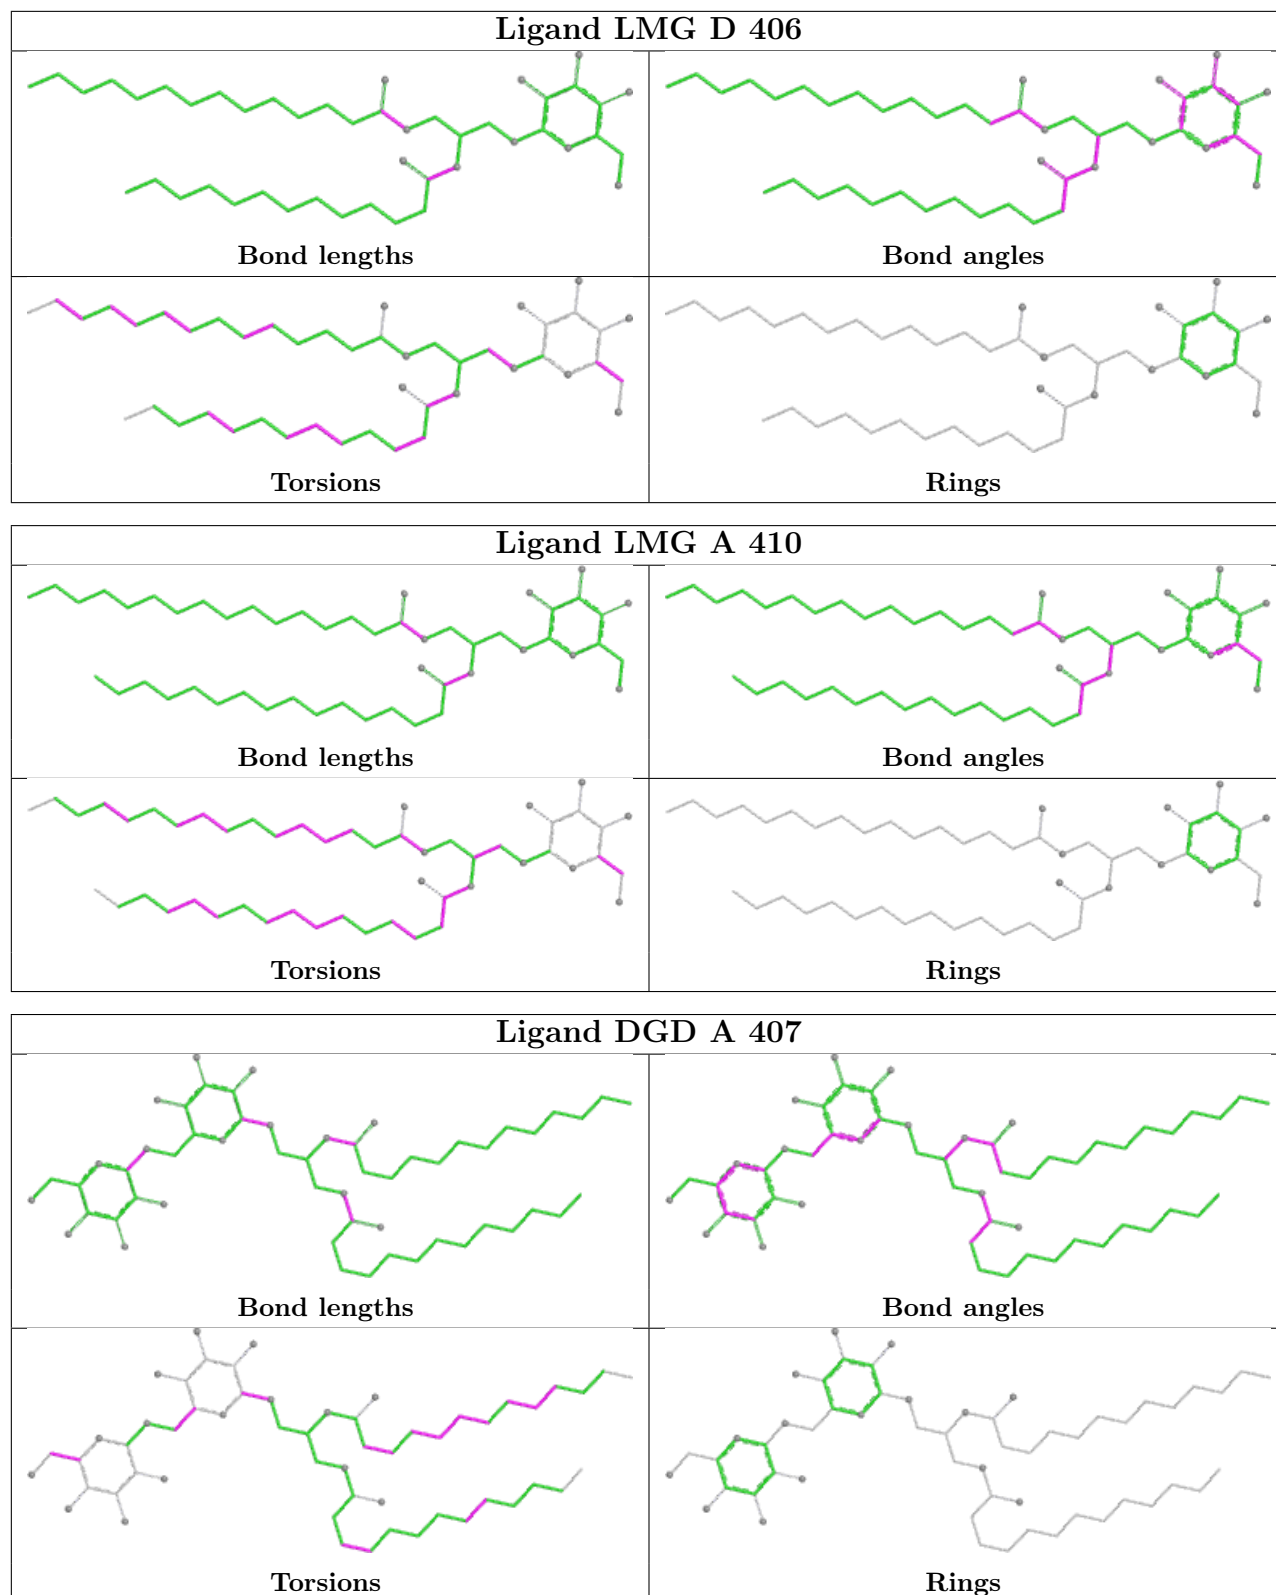 Ligand LMG D 406
Bond lengths
Bond angles
Torsions
Rings
Ligand LMG A 410
Bond lengths
Bond angles
Torsions
Rings
Ligand DGD A 407
Bond lengths
Bond angles
Torsions
Rings